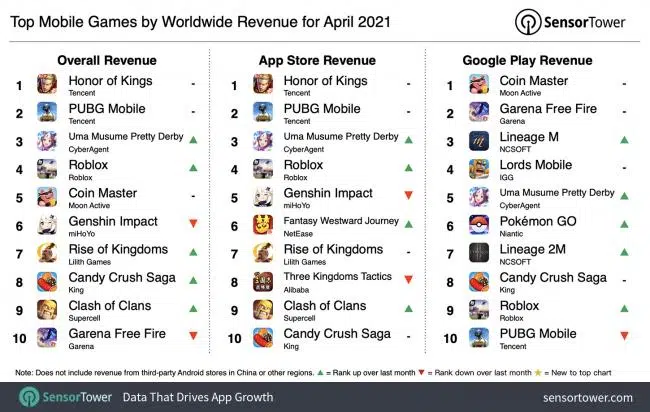 Top Mobile Games by Worldwide Revenue for April 2021
SensorTower
Overall Revenue
1 Honor of Kings -
Tencent
2 PUBG Mobile -
Tencent
3 Uma Musume Pretty Derby ▲
CyberAgent
4 Roblox ▲
Roblox
5 Coin Master -
Moon Active
6 Genshin Impact ▼
miHoYo
7 Rise of Kingdoms ▲
Lilith Games
8 Candy Crush Saga ▲
King
9 Clash of Clans ▲
Supercell
10 Garena Free Fire ▼
Garena
App Store Revenue
1 Honor of Kings -
Tencent
2 PUBG Mobile -
Tencent
3 Uma Musume Pretty Derby ▲
CyberAgent
4 Roblox ▲
Roblox
5 Genshin Impact ▼
miHoYo
6 Fantasy Westward Journey ▲
NetEase
7 Rise of Kingdoms -
Lilith Games
8 Three Kingdoms Tactics ▼
Alibaba
9 Clash of Clans ▲
Supercell
10 Candy Crush Saga -
King
Google Play Revenue
1 Coin Master -
Moon Active
2 Garena Free Fire -
Garena
3 Lineage M ▲
NCSOFT
4 Lords Mobile -
IGG
5 Uma Musume Pretty Derby ▲
CyberAgent
6 Pokémon GO ▲
Niantic
7 Lineage 2M ▲
NCSOFT
8 Candy Crush Saga -
King
9 Roblox ▲
Roblox
10 PUBG Mobile ▼
Tencent
Note: Does not include revenue from third-party Android stores in China or other regions. ▲ = Rank up over last month ▼ = Rank down over last month ★ = New to top chart
SensorTower Data That Drives App Growth sensortower.com